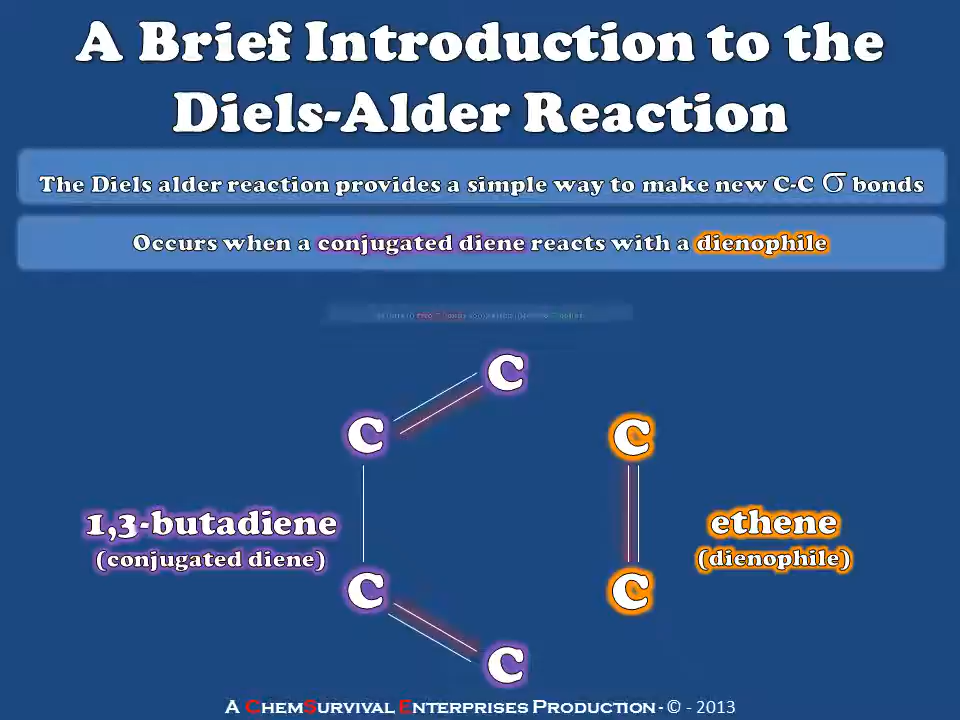 A Brief Introduction to the
Diels-Alder Reaction
The Diels alder reaction provides a simple way to make new C-C σ bonds
Occurs when a conjugated diene reacts with a dienophile
C
C
C
1,3-butadiene
ethene
(conjugated diene)
(dienophile)
C
C
C
A ChemSurvival Enterprises Production - © - 2013